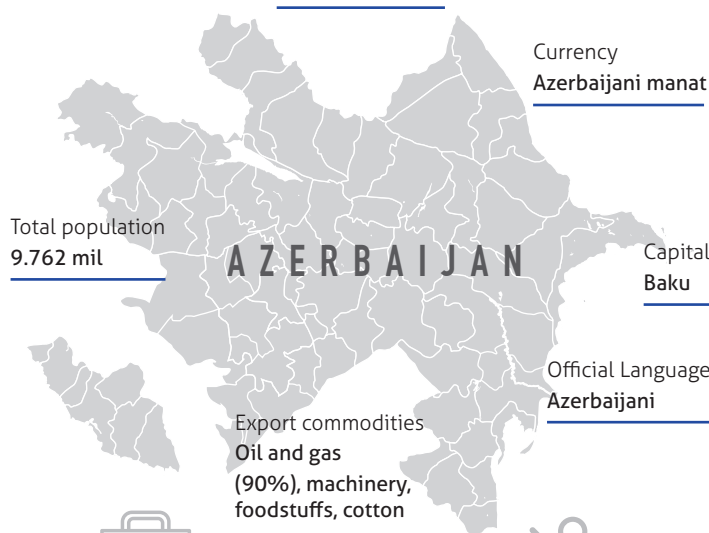 Currency
Azerbaijani manat
Total population
9.762 mil
AZERBAIJAN
Capital
Baku
Official Language
Azerbaijani
Export commodities
Oil and gas
(90%), machinery,
foodstuffs, cotton